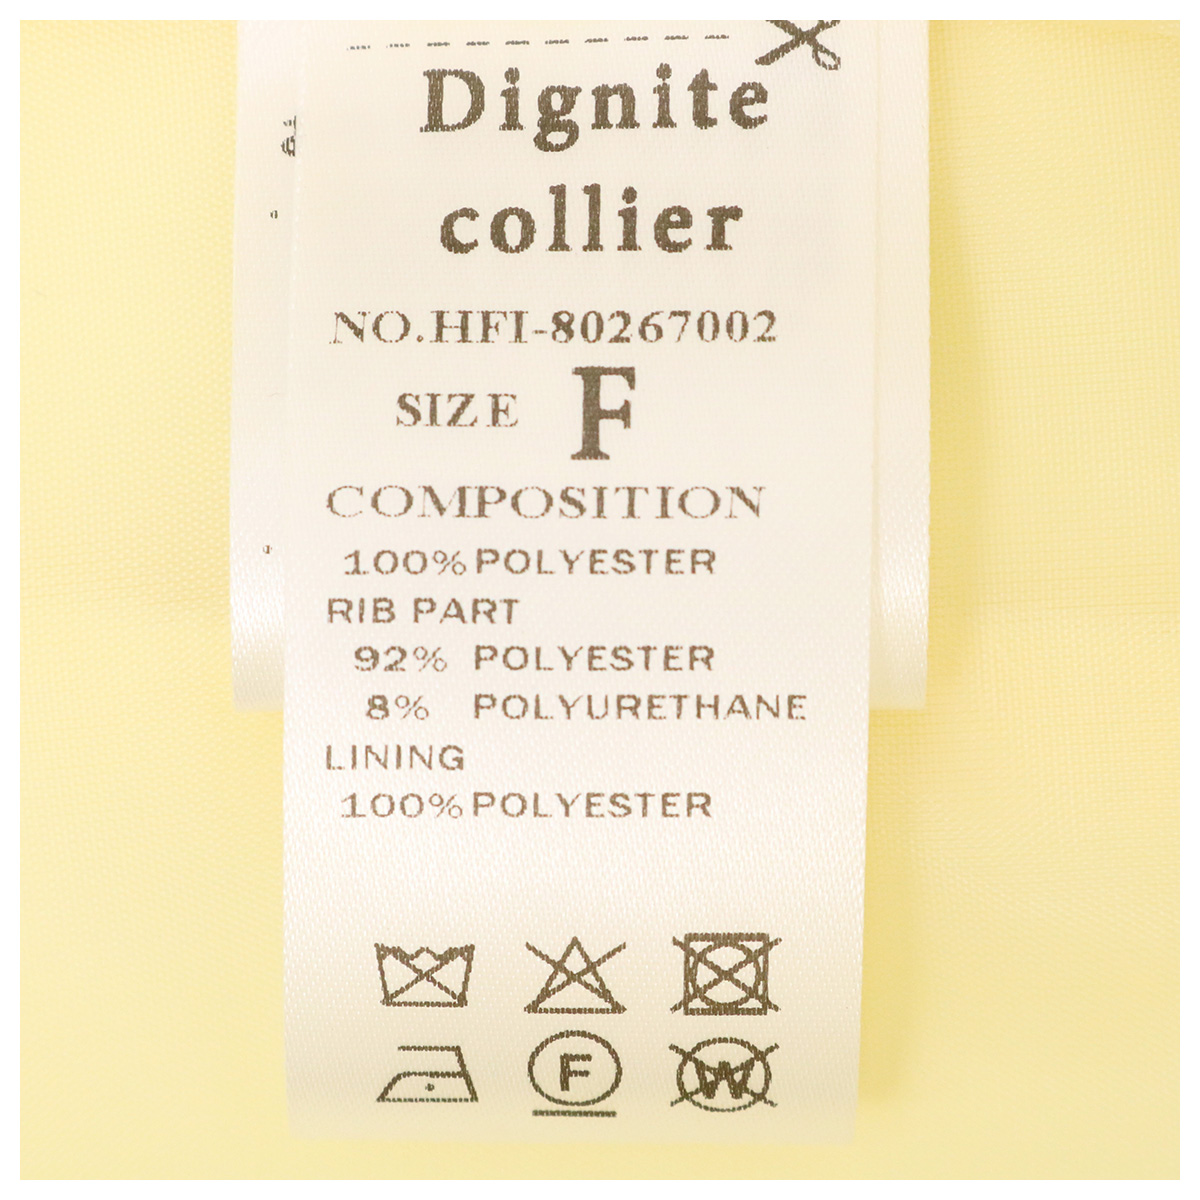 Dignite
collier
NO.HFI-80267002
SIZE F
COMPOSITION
100% POLYESTER
RIB PART
92% POLYESTER
8% POLYURETHANE
LINING
100% POLYESTER
F W